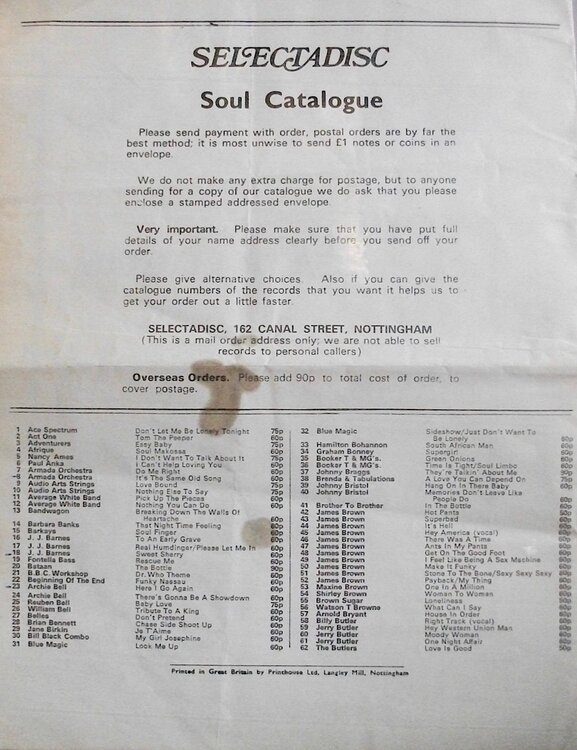 SELECTADISC
Soul Catalogue
Please send payment with order, postal orders are by far the
best method; it is most unwise to send £1 notes or coins in an
envelope.
We do not make any extra charge for postage, but to anyone
sending for a copy of our catalogue we do ask that you please
enclose a stamped addressed envelope.
Very important. Please make sure that you have put full
details of your name address clearly before you send off your
order.
Please give alternative choices. Also if you can give the
catalogue numbers of the records that you want it helps us to
get your order out a little faster.
SELECTADISC, 162 CANAL STREET, NOTTINGHAM
(This is a mail order address only; we are not able to sell
records to personal callers)
Overseas Orders. Please add 90p to total cost of order, to
cover postage.
1 Ace Spectrum Don't Let Me Be Lonely Tonight 75p
2 Act One Tom The Peeper 60p
3 Adventurers Easy Baby 75p
4 Afrique Soul Makossa 60p
5 Nancy Ames I Don't Want To Talk About It 75p
6 Paul Anka I Can't Help Loving You 60p
7 Armada Orchestra Do Me Right 60p
8 Armada Orchestra It's The Same Old Song 60p
9 Audio Arts Strings Love Bound 75p
10 Audio Arts Strings Nothing Else To Say 75p
11 Average White Band Pick Up The Pieces 60p
12 Average White Band Nothing You Can Do 60p
13 Bandwagon Breaking Down The Walls Of
Heartache 60p
14 Barbara Banks That Night Time Feeling 60p
15 Barkays Soul Finger 60p
16 J. J. Barnes To An Early Grave 60p
17 J. J. Barnes Real Humdinger/Please Let Me In 60p
18 J. J. Barnes Sweet Sherry 60p
19 Fontella Bass Rescue Me 60p
20 Bataan The Bottle 60p
21 B.B.C. Workshop Dr. Who Theme 60p
22 Beginning Of The End Funky Nassau 60p
23 Archie Bell Here I Go Again 60p
24 Archie Bell There's Gonna Be A Showdown 60p
25 Reuben Bell Baby Love 75p
26 William Bell Tribute To A King 60p
27 Belles Don't Pretend 60p
28 Brian Bennett Chase Side Shoot Up 60p
29 Jane Birkin Je T'Aime 60p
30 Bill Black Combo My Girl Josephine 60p
31 Blue Magic Look Me Up 60p
32 Blue Magic Sideshow/Just Don't Want To
Be Lonely 60p
33 Hamilton Bohannon South African Man 60p
34 Graham Bonney Supergirl 60p
35 Booker T & MG's. Green Onions 60p
36 Booker T & MG's. Time Is Tight/Soul Limbo 60p
37 Johnny Braggs They're Talkin' About Me 90p
38 Brenda & Tabulations A Love You Can Depend On 75p
39 Johnny Bristol Hang On In There Baby 60p
40 Johnny Bristol Memories Don't Leave Like
People Do 60p
41 Brother To Brother In The Bottle 60p
42 James Brown Hot Pants 60p
43 James Brown Superbad 60p
44 James Brown It's Hell 60p
45 James Brown Hey America (vocal) 60p
46 James Brown There Was A Time 60p
47 James Brown Ants In My Pants 60p
48 James Brown Get On The Good Foot 60p
49 James Brown I Feel Like Being A Sex Machine 60p
50 James Brown Make It Funky 60p
51 James Brown Stone To The Bone/Sexy Sexy Sexy 60p
52 James Brown Payback/My Thing 60p
53 Maxine Brown One In A Million 60p
54 Shirley Brown Woman To Woman 60p
55 Brown Sugar Loneliness 60p
56 Watson T Browne What Can I Say 60p
57 Arnold Bryant House In Order 60p
58 Billy Butler Right Track (vocal) 60p
59 Jerry Butler Hey Western Union Man 60p
60 Jerry Butler Moody Woman 60p
61 Jerry Butler One Night Affair 60p
62 The Butlers Love Is Good 50p
Printed in Great Britain by Printhouse Ltd, Langley Mill, Nottingham